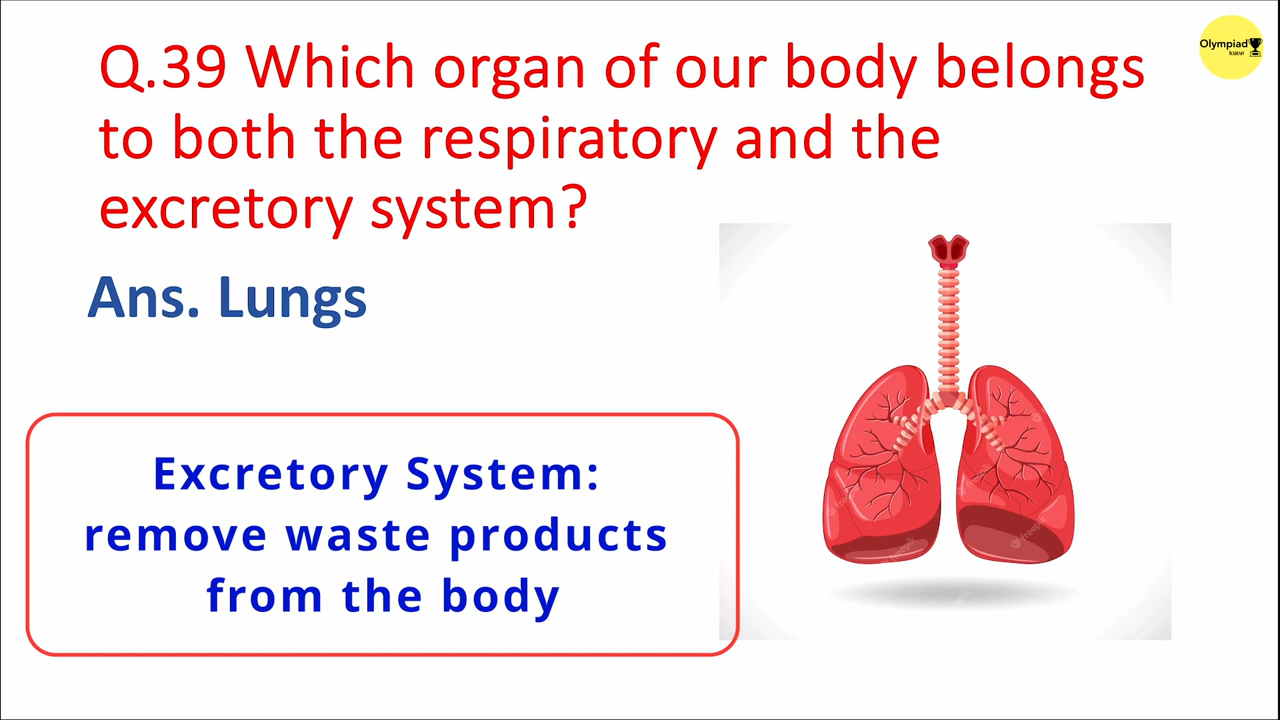 Q.39 Which organ of our body belongs
to both the respiratory and the
excretory system?
Ans. Lungs
Excretory System:
remove waste products
from the body
Olympiad